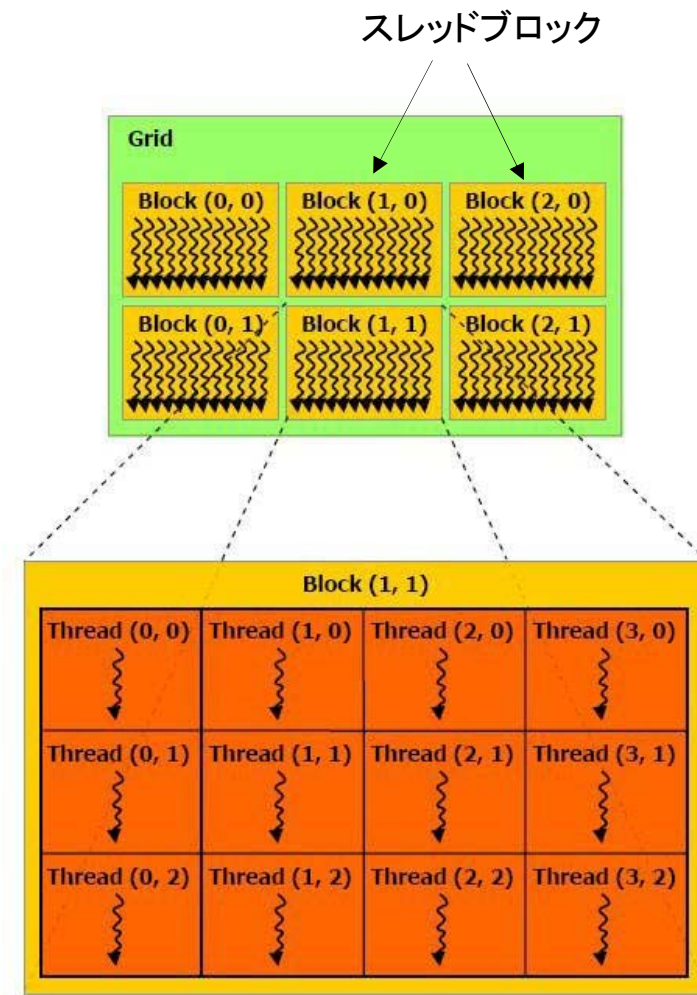 スレッドブロック
Grid
Block (0, 0) Block (1, 0) Block (2, 0)
Block (0, 1) Block (1, 1) Block (2, 1)
Block (1, 1)
Thread (0, 0) Thread (1, 0) Thread (2, 0) Thread (3, 0)
Thread (0, 1) Thread (1, 1) Thread (2, 1) Thread (3, 1)
Thread (0, 2) Thread (1, 2) Thread (2, 2) Thread (3, 2)